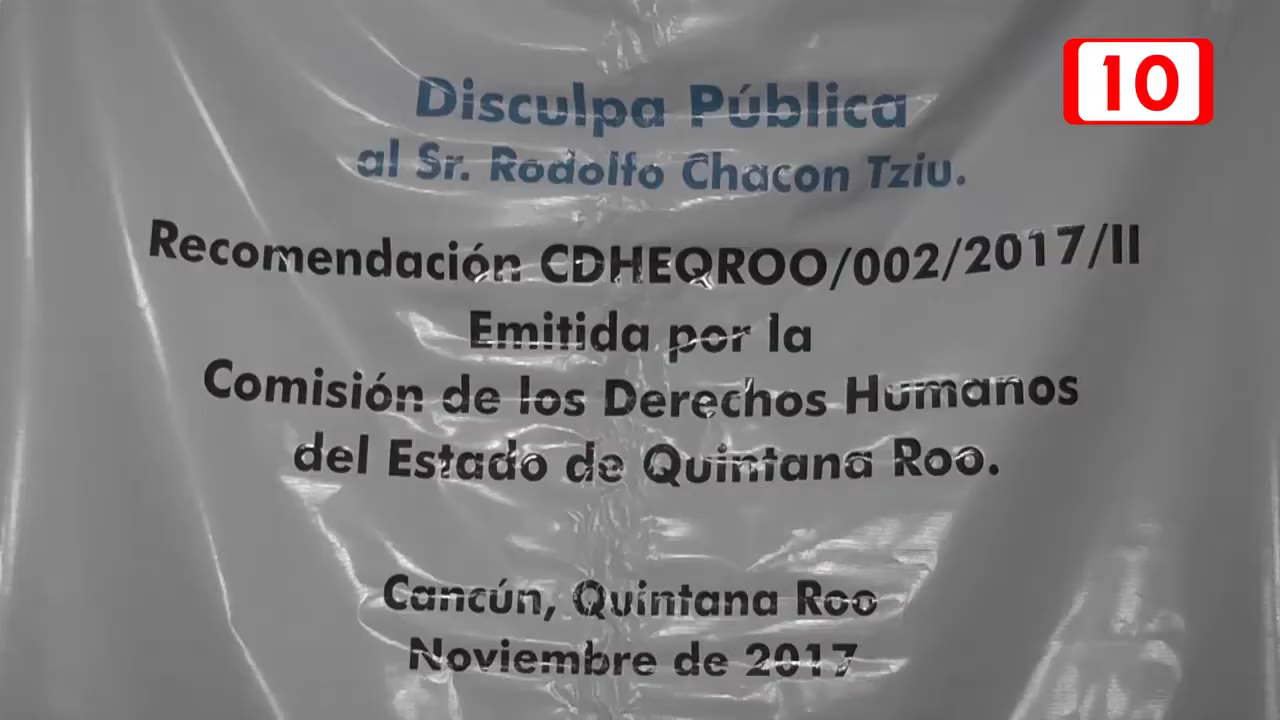 10
Disculpa Pública
al Sr. Rodolfo Chacon Tziu.
Recomendación CDHEQROO/002/2017/II
Emitida por la
Comisión de los Derechos Humanos
del Estado de Quintana Roo.
Cancún, Quintana Roo
Noviembre de 2017